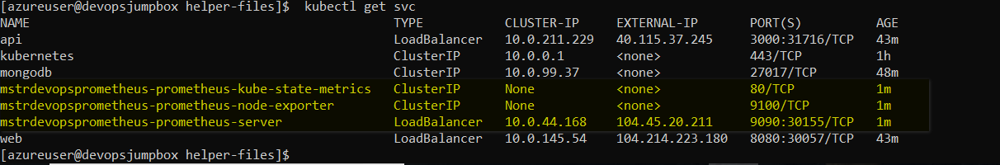 [azureuser@devopsjumpbox helper-files]$  kubectl get svc
NAME TYPE CLUSTER-IP EXTERNAL-IP PORT(S) AGE
api LoadBalancer 10.0.211.229 40.115.37.245 3000:31716/TCP 43m
kubernetes ClusterIP 10.0.0.1 <none> 443/TCP 1h
mongodb ClusterIP 10.0.99.37 <none> 27017/TCP 48m
mstrdevopsprometheus-prometheus-kube-state-metrics ClusterIP None <none> 80/TCP 1m
mstrdevopsprometheus-prometheus-node-exporter ClusterIP None <none> 9100/TCP 1m
mstrdevopsprometheus-prometheus-server LoadBalancer 10.0.44.168 104.45.20.211 9090:30155/TCP 1m
web LoadBalancer 10.0.145.54 104.214.223.180 8080:30057/TCP 43m
[azureuser@devopsjumpbox helper-files]$